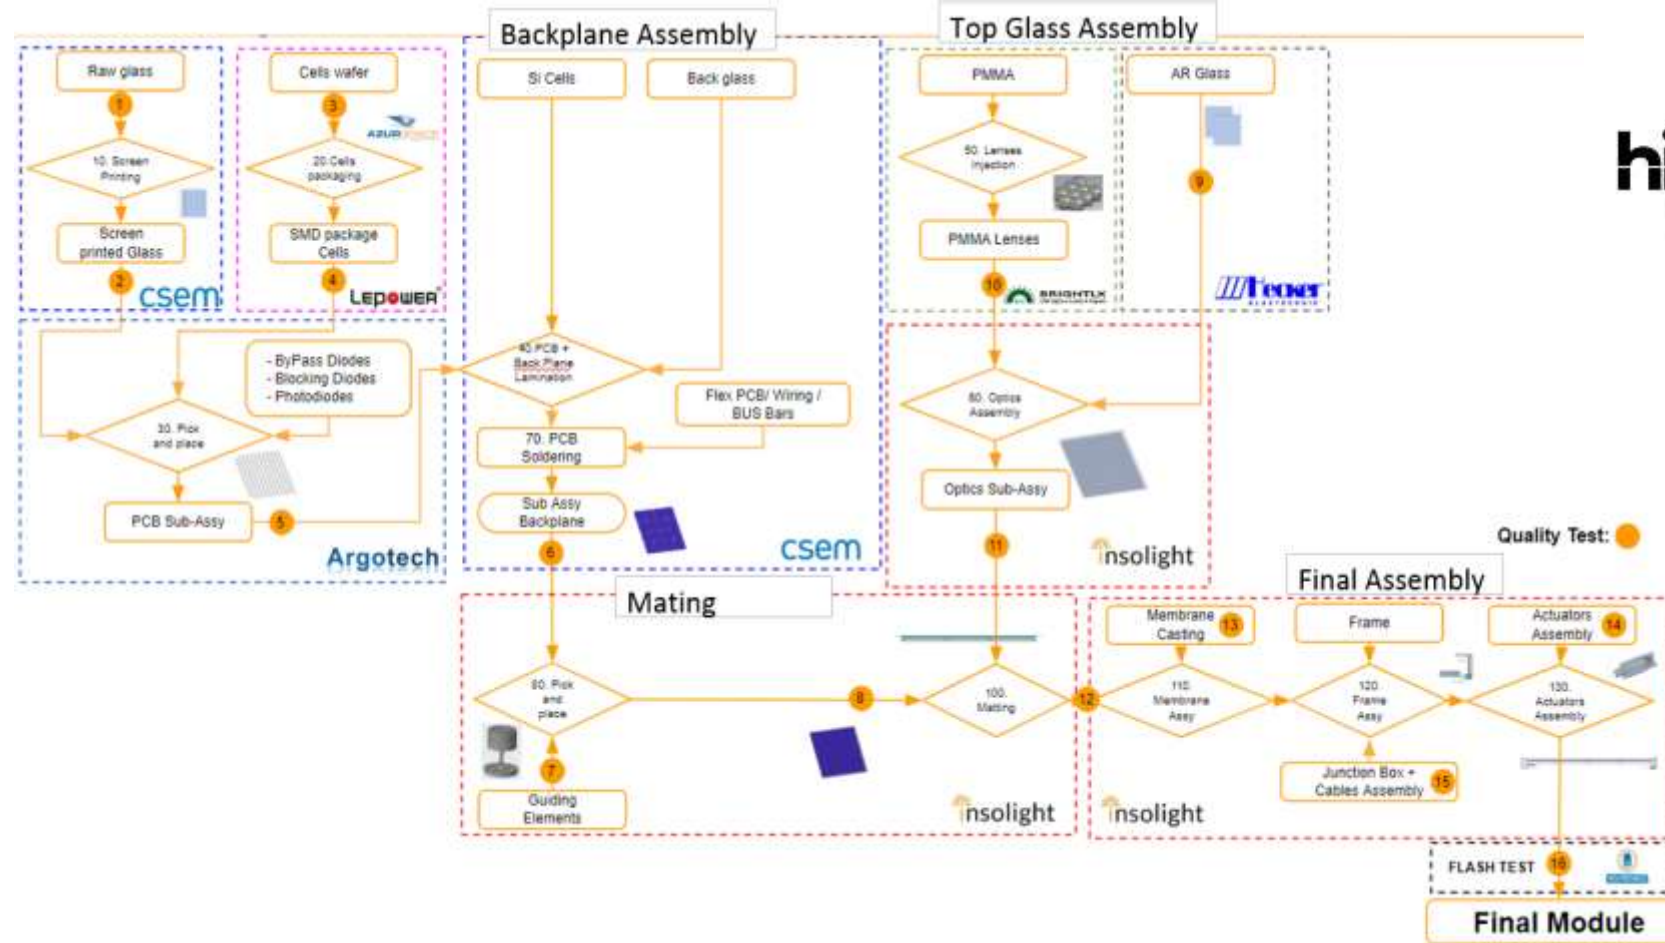 Backplane Assembly
Top Glass Assembly
Raw glass
1
10. Screen
Printing
Screen
printed Glass
2
csem
Cells wafer
3
20.Cells
packaging
SMD package
Cells
4
LEPOWER
- ByPass Diodes
- Blocking Diodes
- Photodiodes
30. Pick
and place
PCB Sub-Assy
5
Argotech
Si Cells
Back glass
40.PCB +
Back Plane
Lamination
Flex PCB/ Wiring /
BUS Bars
70. PCB
Soldering
Sub Assy
Backplane
6
csem
PMMA
50. Lenses
Injection
PMMA Lenses
10
BRIGHTLX
AR Glass
9
60. Optics
Assembly
Optics Sub-Assy
11
insolight
hi
Quality Test:
Mating
80. Pick
and
place
7
Guiding
Elements
8
100.
Matting
insolight
12
Final Assembly
Membrane
Casting
13
110.
Membrane
Assy
Frame
120.
Frame
Assy
Junction Box +
Cables Assembly
15
Actuators
Assembly
14
130.
Actuators
Assembly
insolight
FLASH TEST
16
Final Module